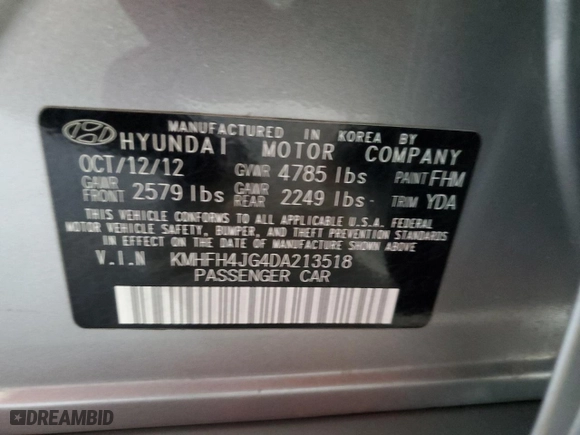 MANUFACTURED IN KOREA BY
HYUNDAI MOTOR COMPANY
OCT/12/12 GVWR 4785 lbs PAINT FHM
GAWR FRONT 2579 lbs GAWR REAR 2249 lbs TRIM YDA
THIS VEHICLE CONFORMS TO ALL APPLICABLE U.S.A. FEDERAL
MOTOR VEHICLE SAFETY, BUMPER, AND THEFT PREVENTION STANDARDS
IN EFFECT ON THE DATE OF MANUFACTURE SHOWN ABOVE.
V.I.N KMHFH4JG4DA213518
PASSENGER CAR
DREAMBID